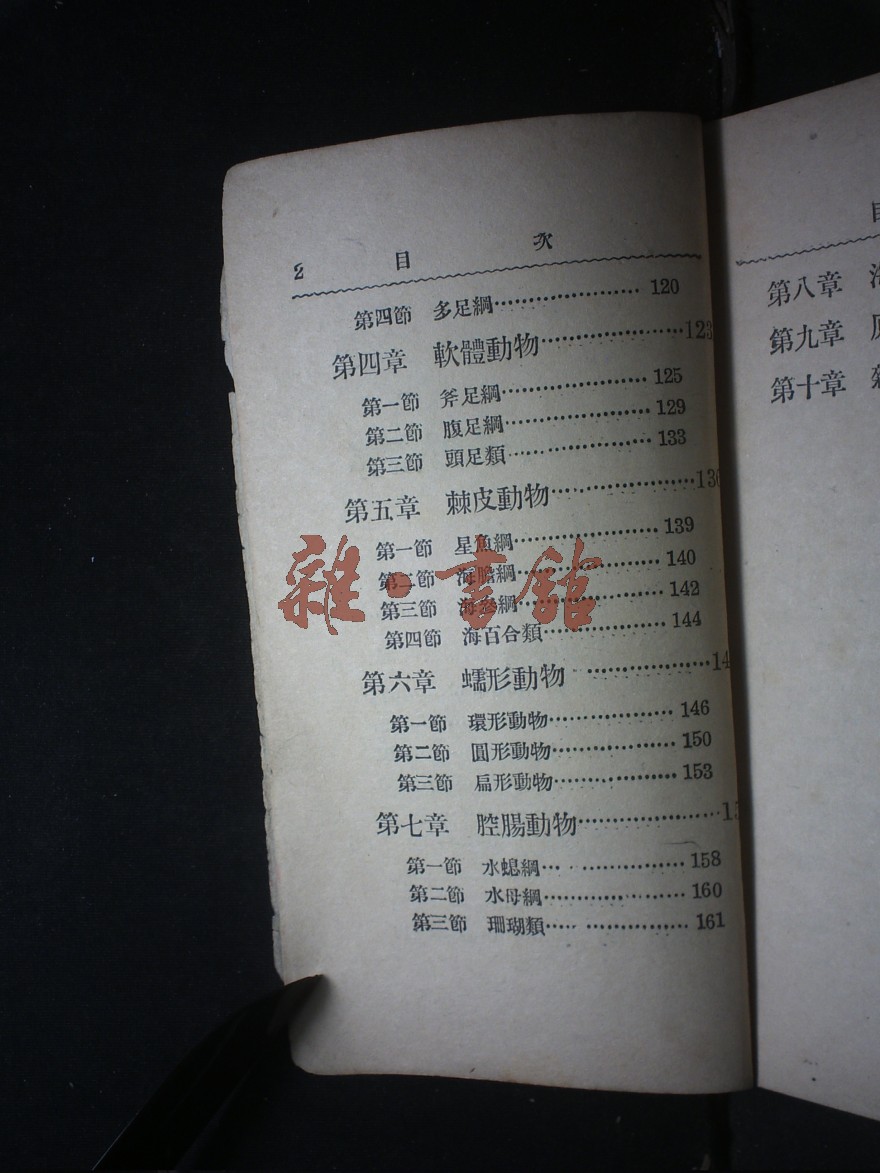 2 目 次
第四節 多足綱 120
第四章 軟體動物 123
第一節 斧足綱 125
第二節 腹足綱 129
第三節 頭足類 133
第五章 棘皮動物
第一節 星魚綱 139
第二節 海膽綱 140
第三節 海參綱 142
第四節 海百合類 144
第六章 蠕形動物
第一節 環形動物 146
第二節 圓形動物 150
第三節 扁形動物 153
第七章 腔腸動物
第一節 水螅綱 158
第二節 水母綱 160
第三節 珊瑚類 161
第八章
第九章
第十章
雜·書館